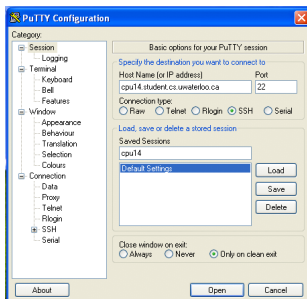 PuTTY Configuration
Category:
Session
Logging
Terminal
Keyboard
Bell
Features
Window
Appearance
Behaviour
Translation
Selection
Colours
Connection
Data
Proxy
Telnet
Rlogin
SSH
Serial
Basic options for your PuTTY session
Specify the destination you want to connect to
Host Name (or IP address) Port
cpu14.student.cs.uwaterloo.ca 22
Connection type:
Raw Telnet Rlogin SSH Serial
Load, save or delete a stored session
Saved Sessions
cpu14
Default Settings
Load
Save
Delete
Close window on exit:
Always Never Only on clean exit
About Open Cancel